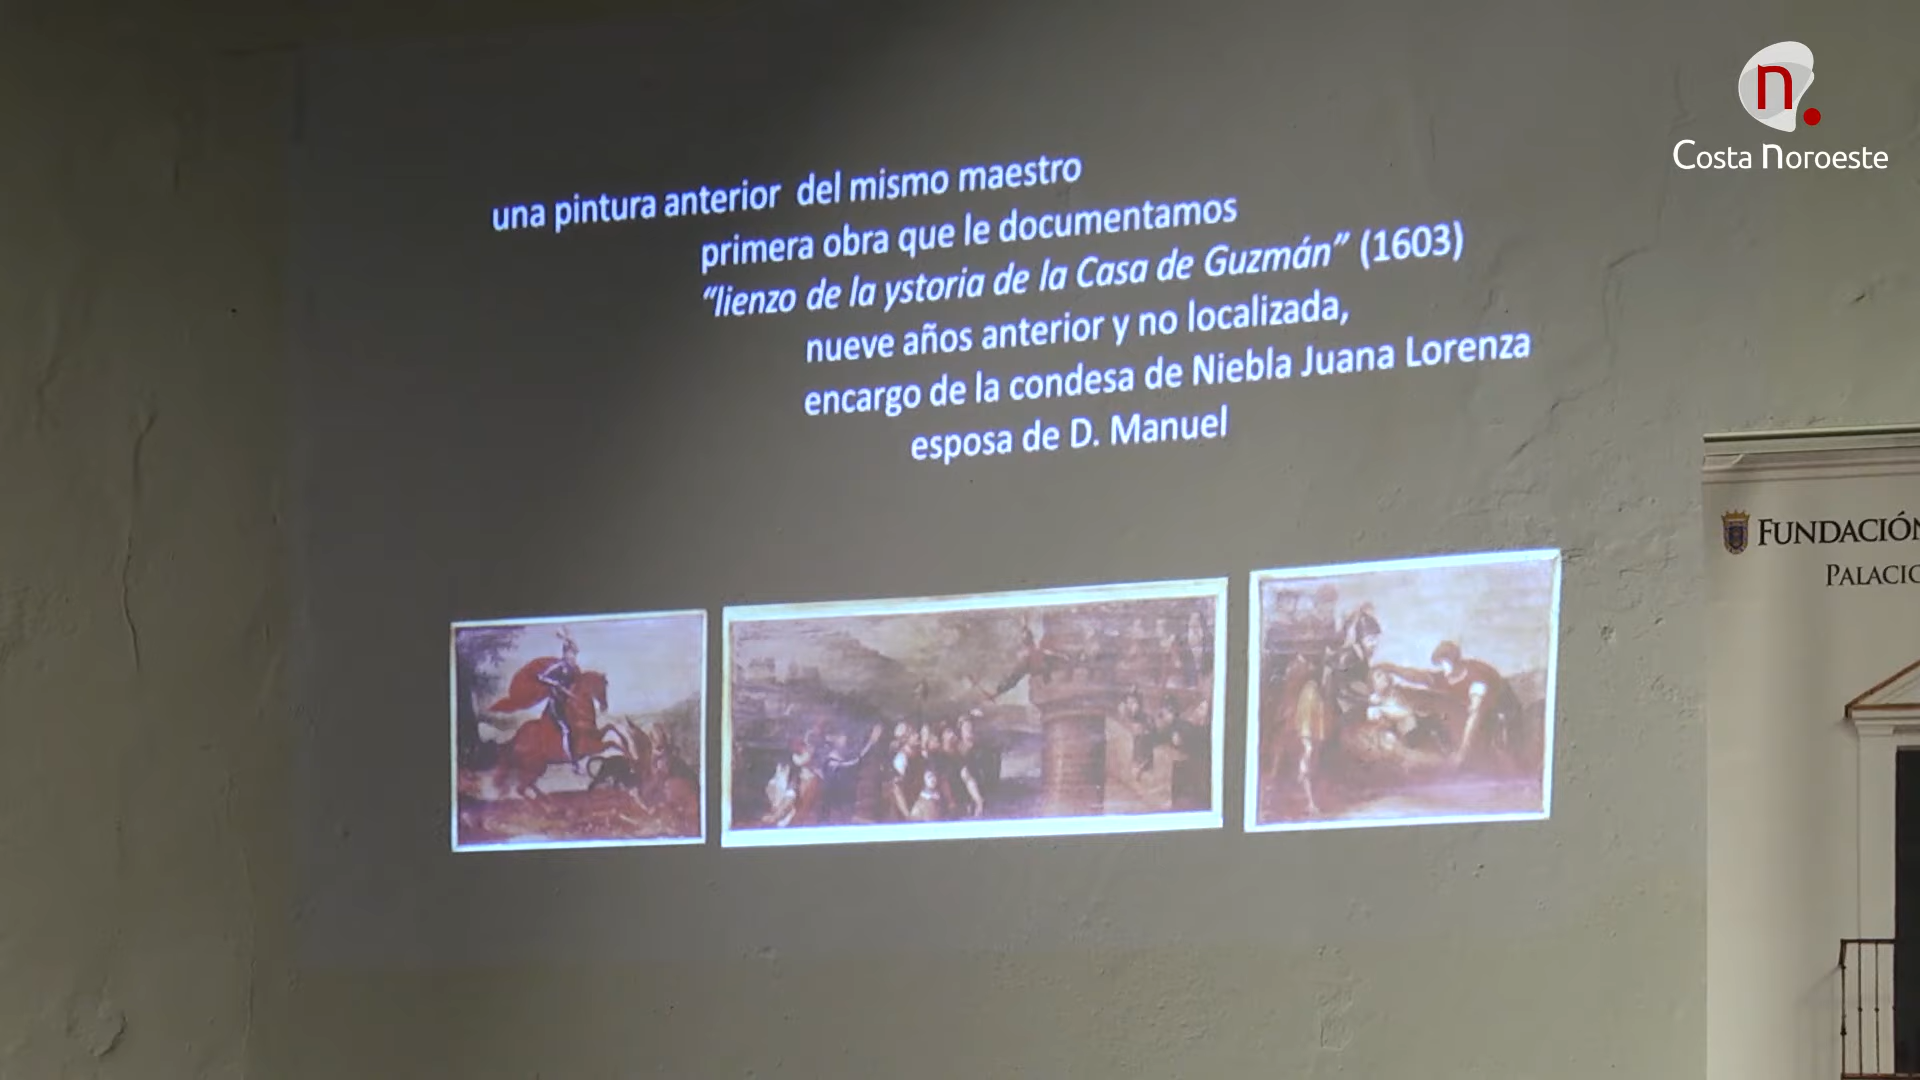 una pintura anterior del mismo maestro
primera obra que le documentamos
“lienzo de la ystoria de la Casa de Guzmán” (1603)
nueve años anterior y no localizada,
encargo de la condesa de Niebla Juana Lorenza
esposa de D. Manuel
n.
Costa Noroeste
FUNDACIÓN
PALACIO